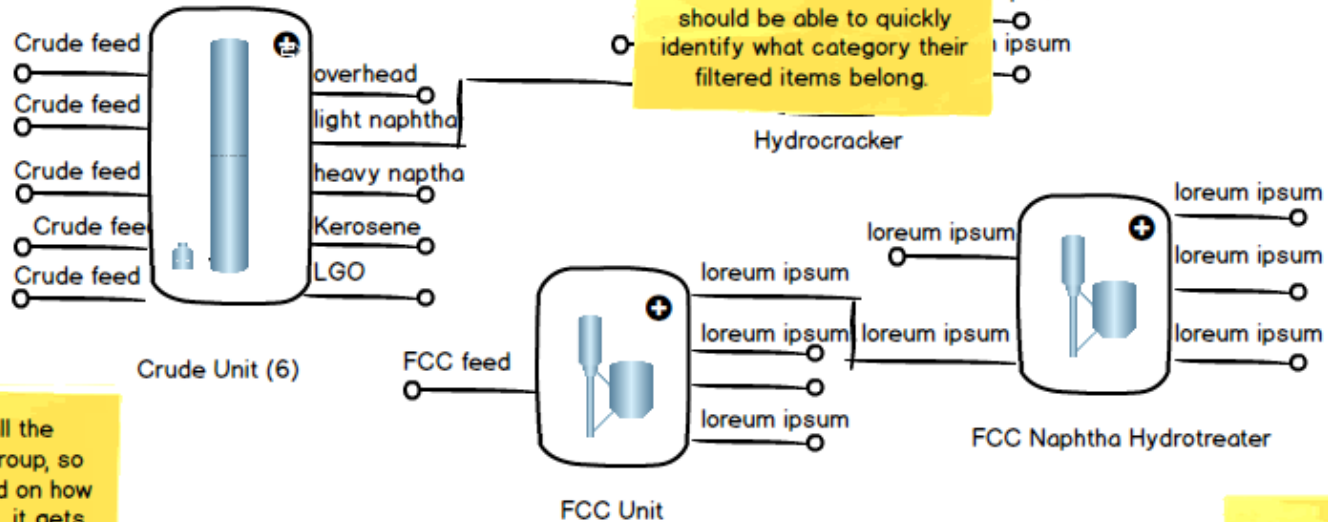 Crude feed
Crude feed
Crude feed
Crude fee
Crude feed
overhead
light naphtha
heavy naptha
Kerosene
LGO
Crude Unit (6)
should be able to quickly
identify what category their
filtered items belong.
ipsum
Hydrocracker
FCC feed
loreum ipsum
loreum ipsum
loreum ipsum
FCC Unit
loreum ipsum
loreum ipsum
loreum ipsum
loreum ipsum
loreum ipsum
FCC Naphtha Hydrotreater
ll the
roup, so
d on how
it gets